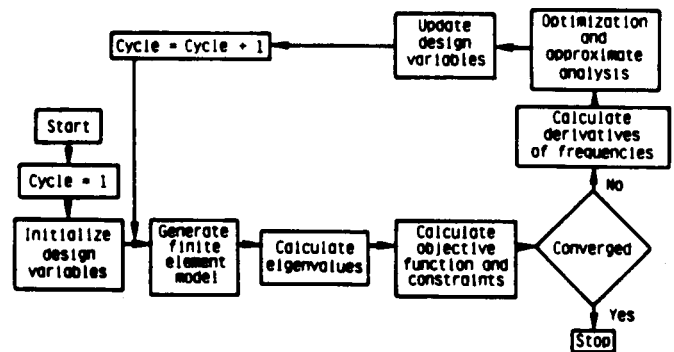 Start
Cycle = 1
Initialize
design
variables
Generate
finite
element
model
Calculate
eigenvalues
Calculate
objective
function and
constraints
Converged
Yes
Stop
No
Calculate
derivatives
of frequencies
Optimization
and
approximate
analysis
Update
design
variables
Cycle = Cycle + 1